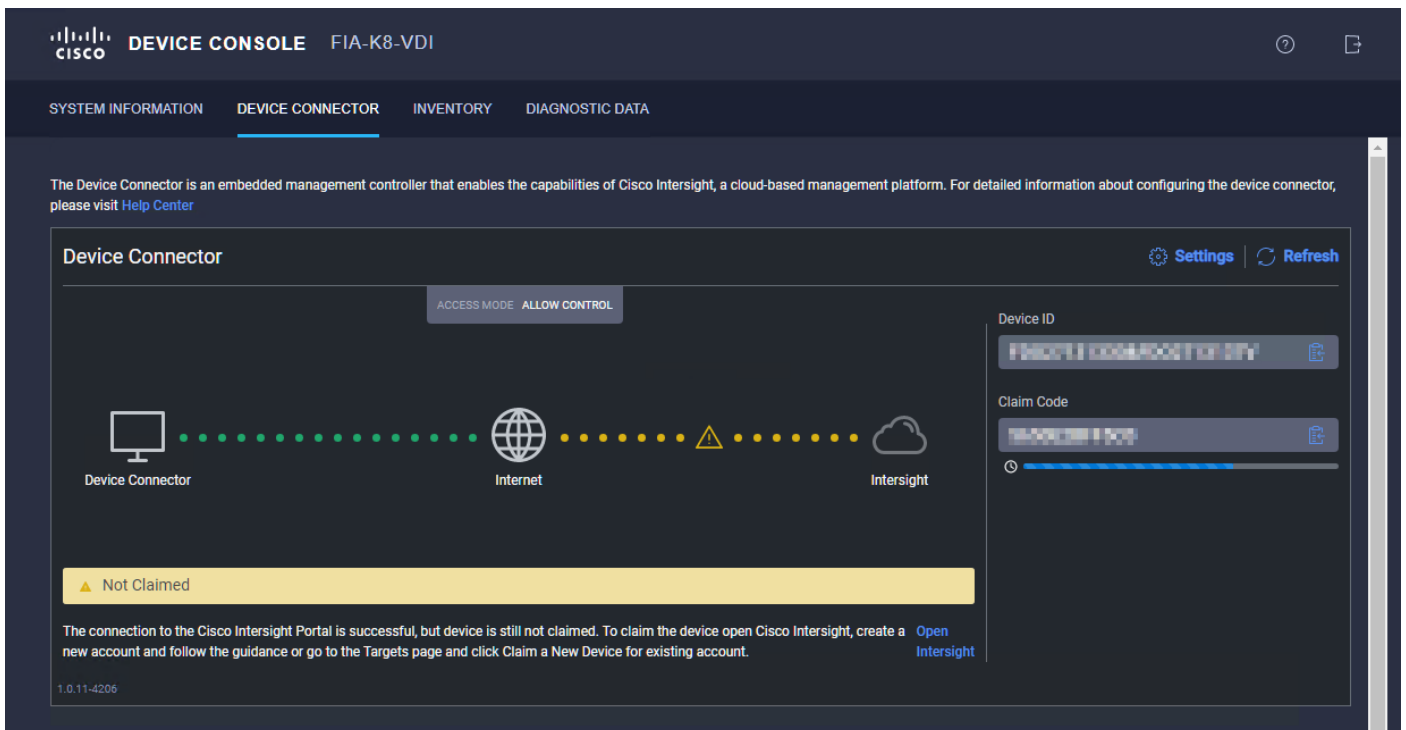 CISCO DEVICE CONSOLE FIA-K8-VDI
SYSTEM INFORMATION DEVICE CONNECTOR INVENTORY DIAGNOSTIC DATA
The Device Connector is an embedded management controller that enables the capabilities of Cisco Intersight, a cloud-based management platform. For detailed information about configuring the device connector,
please visit Help Center
Device Connector
Settings
Refresh
ACCESS MODE ALLOW CONTROL
Device Connector
Internet
Intersight
Not Claimed
The connection to the Cisco Intersight Portal is successful, but device is still not claimed. To claim the device open Cisco Intersight, create a
new account and follow the guidance or go to the Targets page and click Claim a New Device for existing account.
Open
Intersight
1.0.11-4206
Device ID
Claim Code